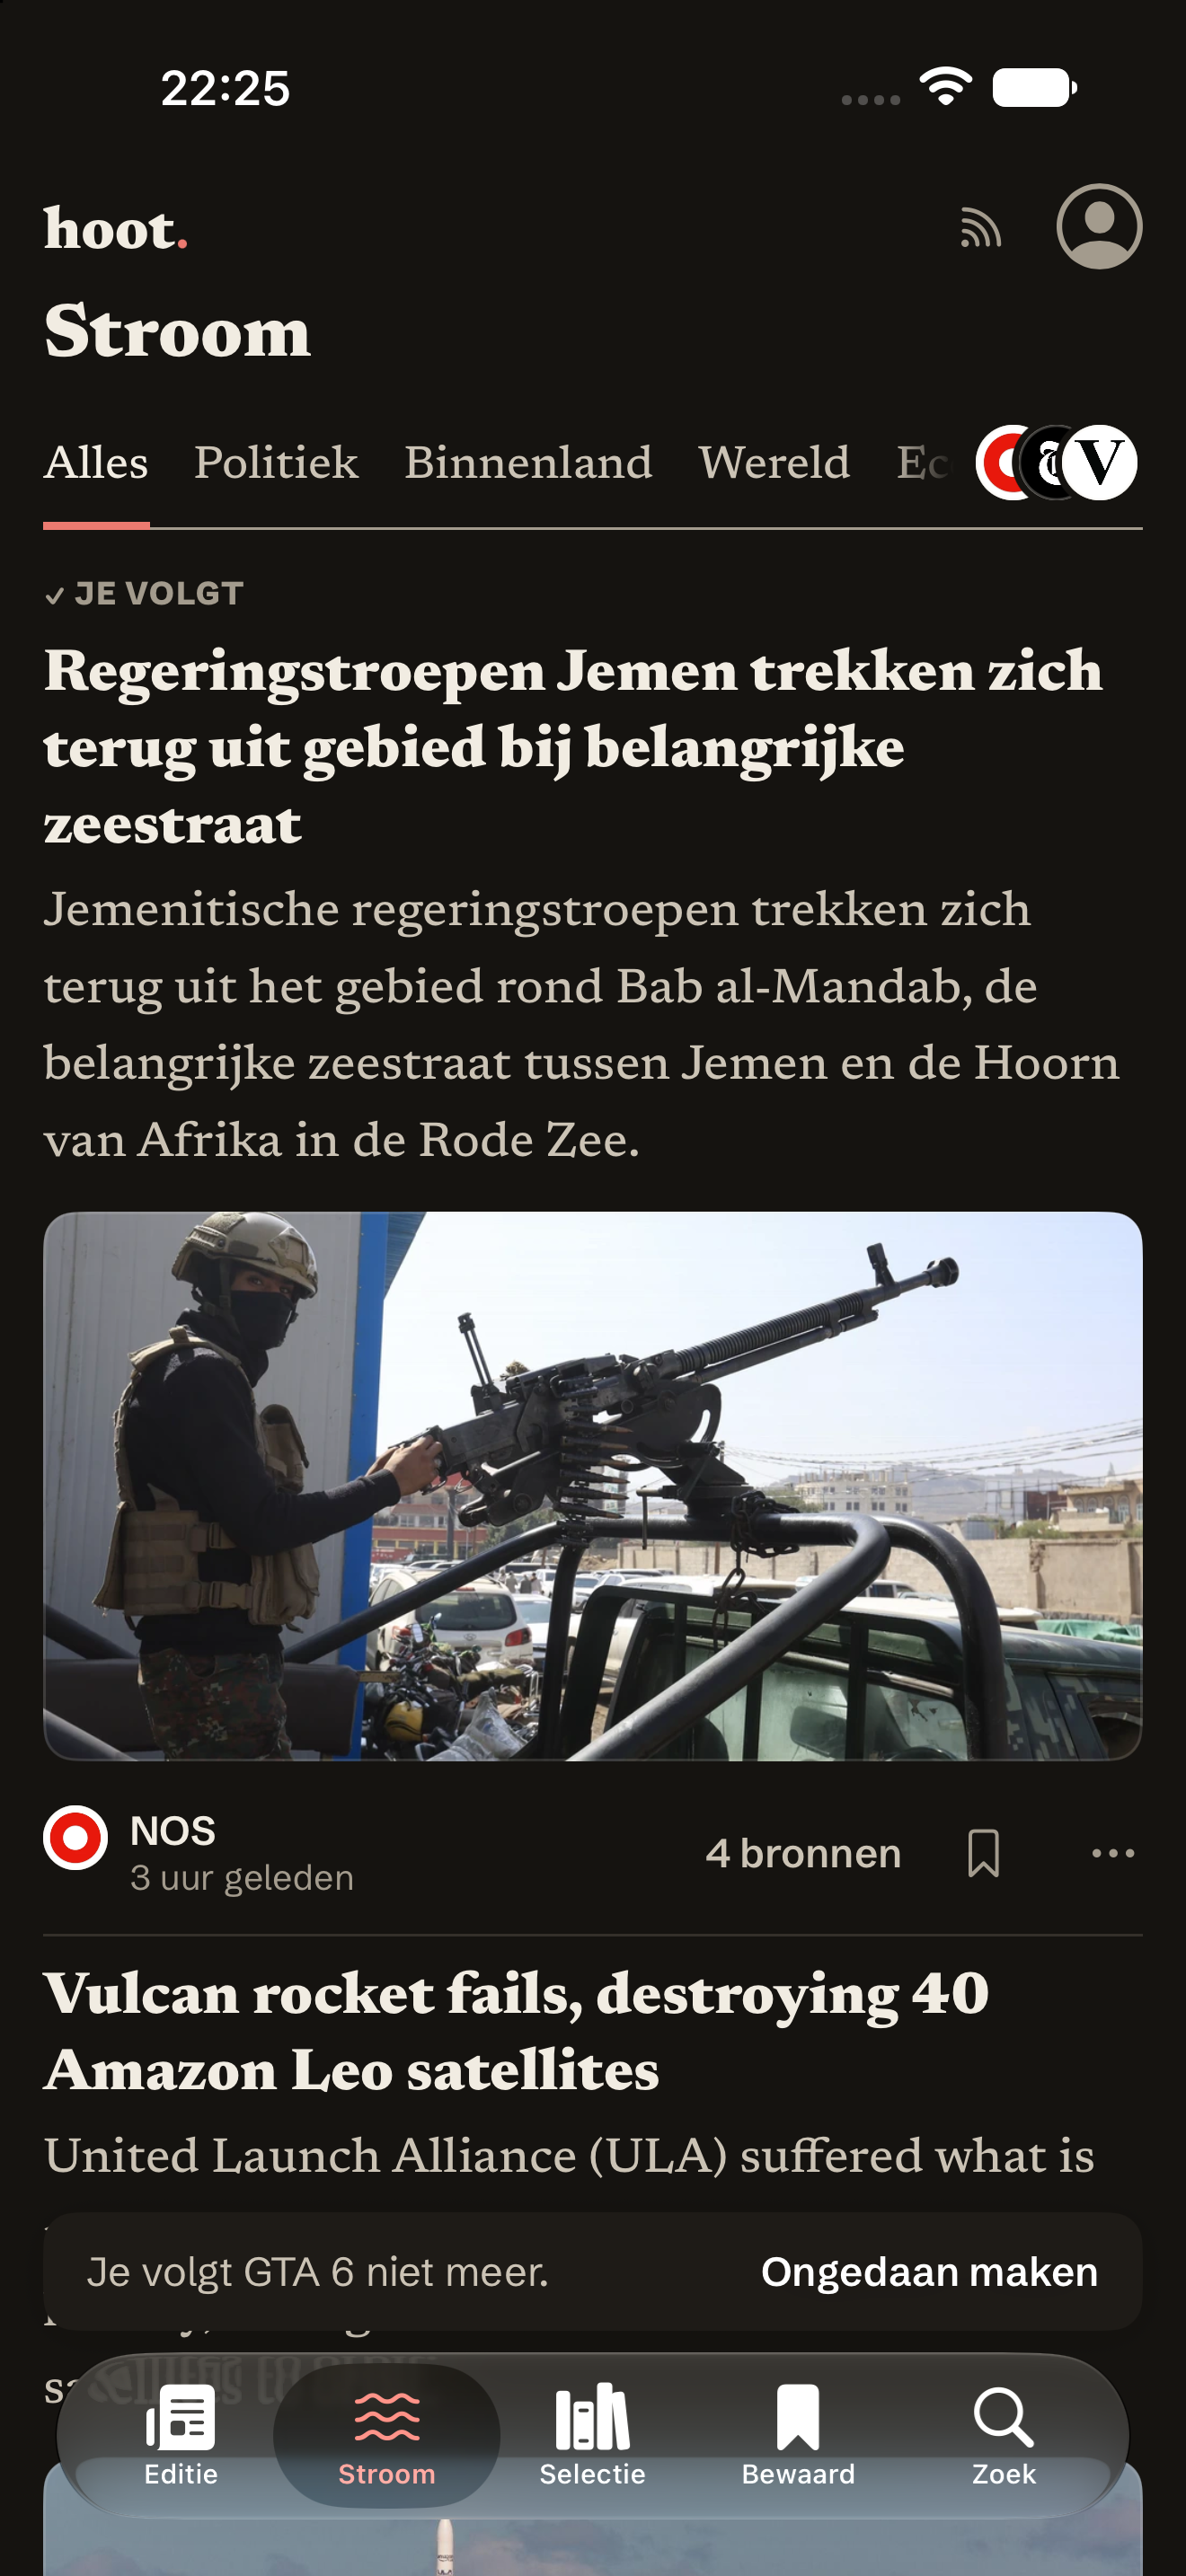 22:25
hoot.
Stroom
Alles Politiek Binnenland Wereld
V
JE VOLGT
Regeringstroepen Jemen trekken zich
terug uit gebied bij belangrijke
zeestraat
Jemenitische regeringstroepen trekken zich
terug uit het gebied rond Bab al-Mandab, de
belangrijke zeestraat tussen Jemen en de Hoorn
van Afrika in de Rode Zee.
NOS
3 uur geleden
4 bronnen
Vulcan rocket fails, destroying 40
Amazon Leo satellites
United Launch Alliance (ULA) suffered what is
Je volgt GTA 6 niet meer. Ongedaan maken
Editie Stroom Selectie Bewaard Zoek